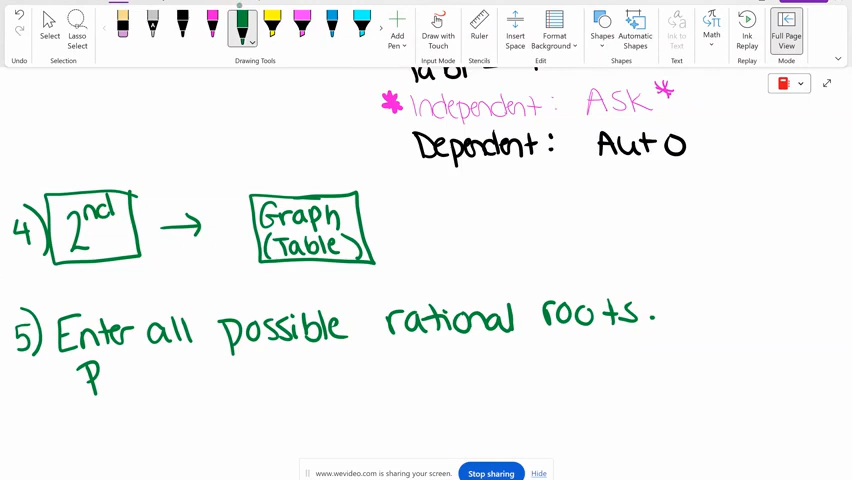 Select
Lasso
Select
Add
Pen
Draw with
Touch
Ruler
Insert
Space
Format
Background
Shapes
Automatic
Shapes
Ink to
Text
Math
Ink
Replay
Full Page
View
Undo
Selection
Drawing Tools
Input Mode
Stencils
Edit
Shapes
Math
Replay
Mode
* Independent: ASK *
Dependent: Auto
4) 2nd → Graph
(Table)
5) Enter all possible rational roots.
P
www.wevideo.com is sharing your screen. Stop sharing Hide